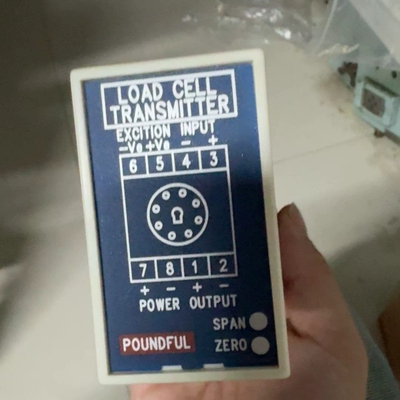 LOAD CELL
TRANSMITTER
EXCITION INPUT
-Ve +Ve - +
6 5 4 3
7 8 1 2
+ - + -
POWER OUTPUT
SPAN
POUNDFUL ZERO